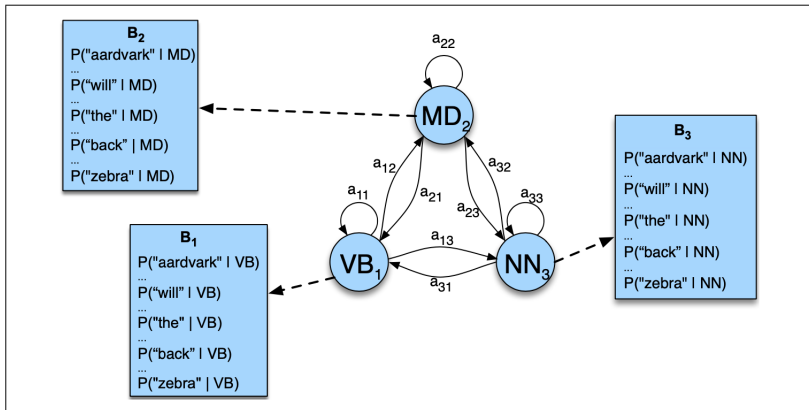 B2
P("aardvark" | MD)
...
P(“will” | MD)
...
P("the" | MD)
...
P(“back” | MD)
...
P("zebra" | MD)
a22
MD2
a12
a21
a32
a23
a11
a33
VB1
a13
a31
NN3
B1
P("aardvark" | VB)
...
P(“will” | VB)
...
P("the" | VB)
...
P(“back” | VB)
...
P("zebra" | VB)
B3
P("aardvark" | NN)
...
P(“will” | NN)
...
P("the" | NN)
...
P(“back” | NN)
...
P("zebra" | NN)